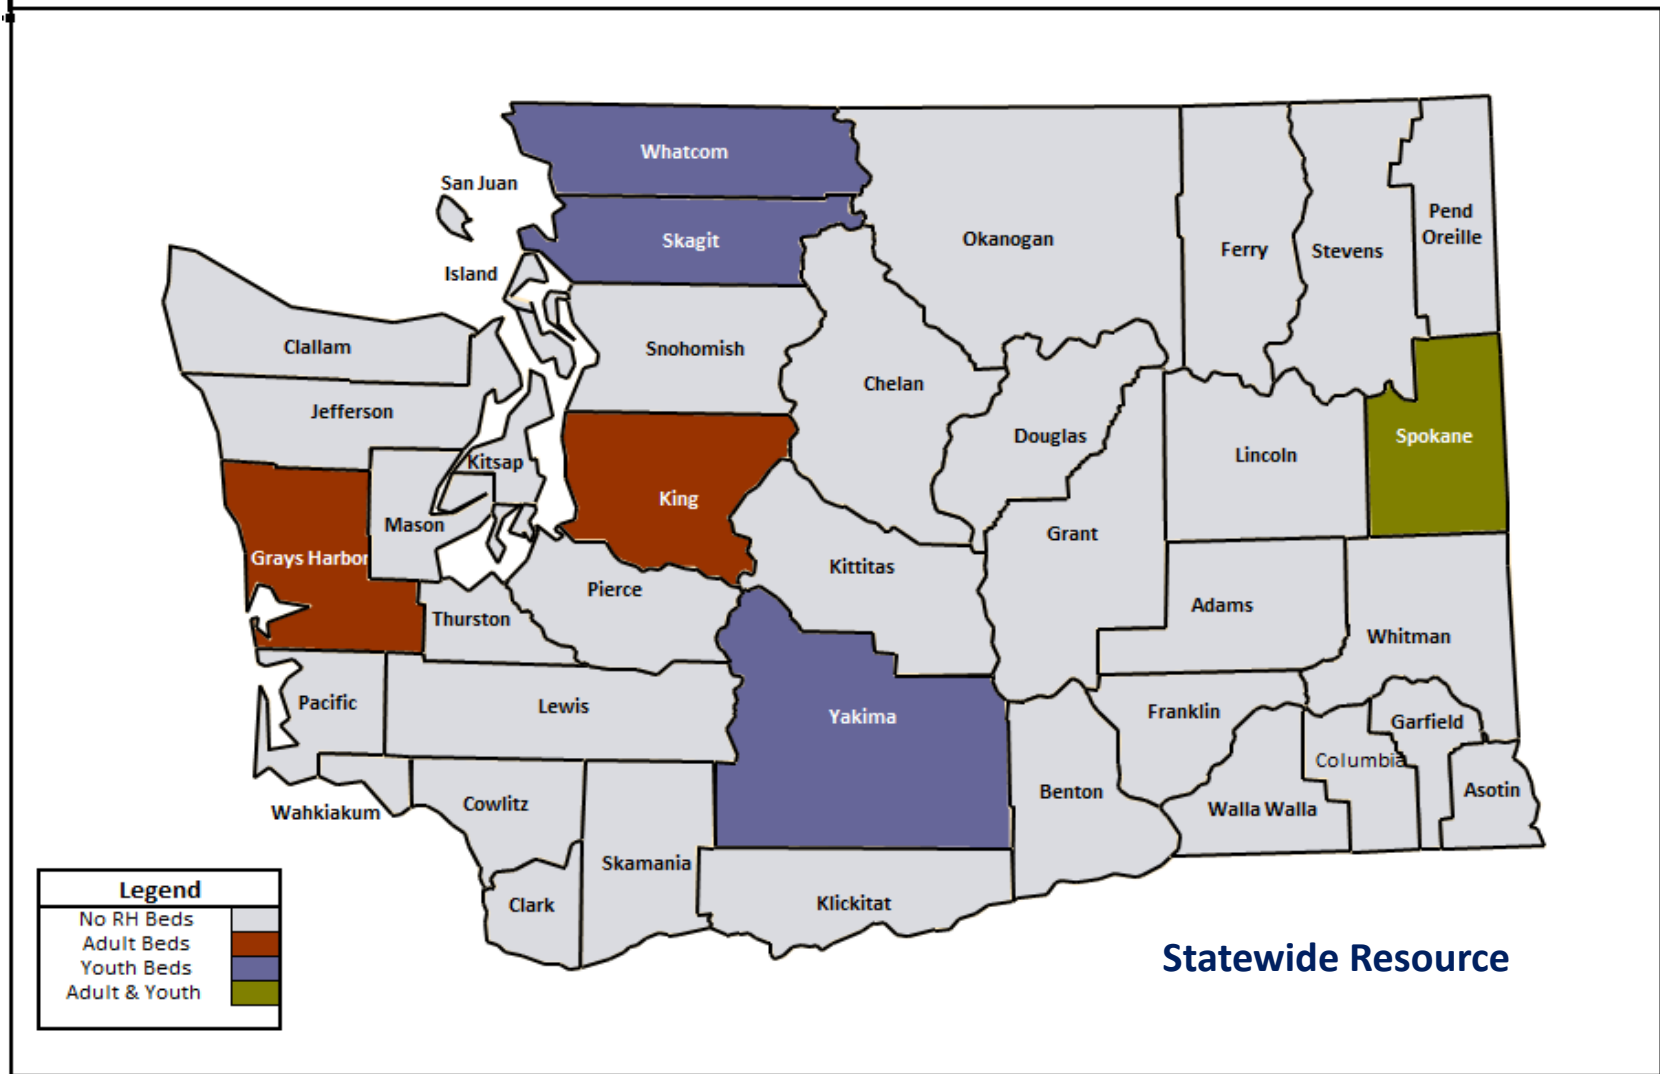 Whatcom
San Juan
Skagit
Okanogan
Pend
Oreille
Ferry
Stevens
Island
Clallam
Snohomish
Chelan
Jefferson
Douglas
Spokane
Lincoln
Kitsap
King
Mason
Grant
Grays Harbor
Kittitas
Pierce
Adams
Thurston
Whitman
Pacific
Lewis
Yakima
Franklin
Garfield
Columbia
Benton
Asotin
Wahkiakum
Cowlitz
Walla Walla
Skamania
Clark
Klickitat
Legend
No RH Beds
Adult Beds
Youth Beds
Adult & Youth
Statewide Resource